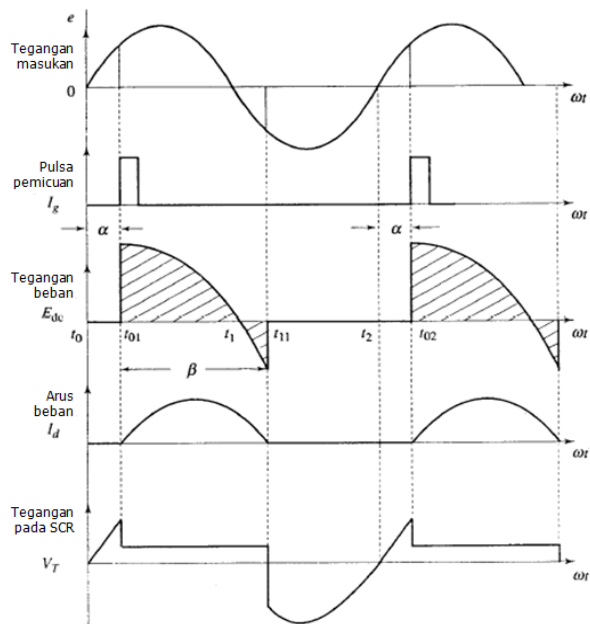 e
Tegangan
masukan
0
ωt
Pulsa
pemicuan
I_g
ωt
α
α
Tegangan
beban
E_dc
t_0
t_01
t_1
t_11
t_2
t_02
ωt
β
Arus
beban
I_d
ωt
Tegangan
pada SCR
V_T
ωt